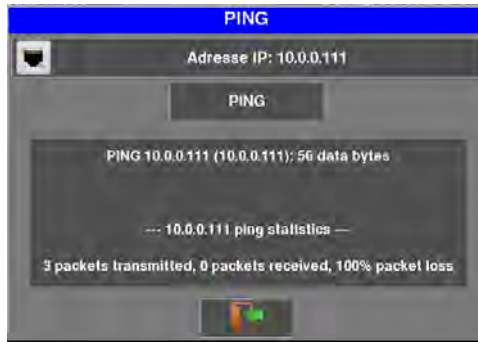 PING
Adresse IP: 10.0.0.111
PING
PING 10.0.0.111 (10.0.0.111): 56 data bytes
--- 10.0.0.111 ping statistics ---
3 packets transmitted, 0 packets received, 100% packet loss